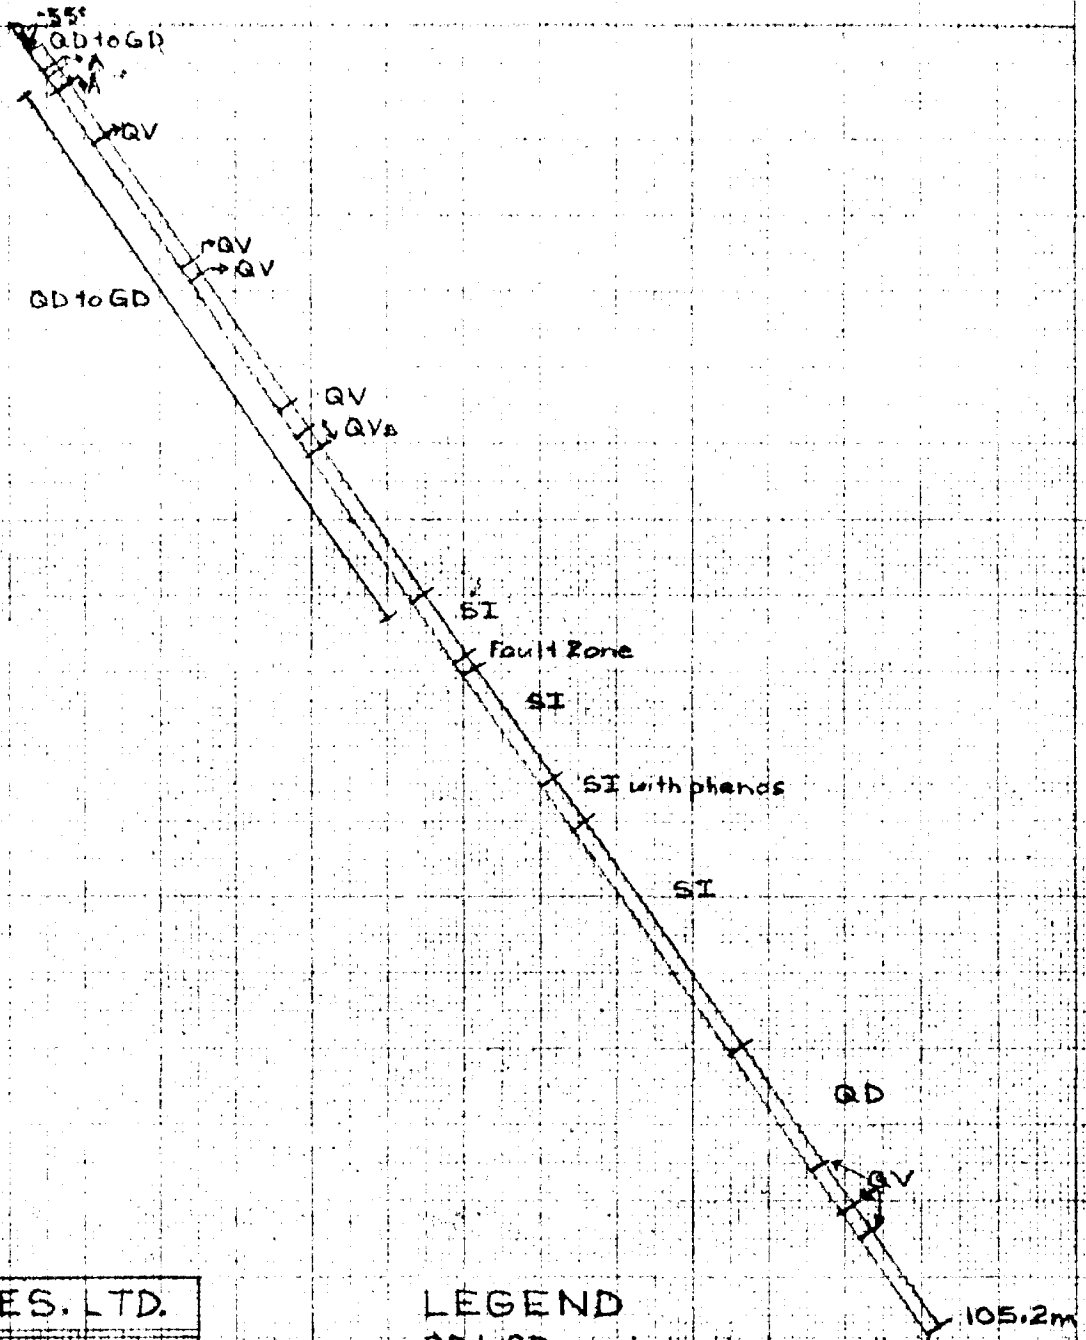 -55°
QD to GD
A
A
QV
QV
QV
QD to GD
QV
QVs
SI
Fault Zone
SI
SI with phenos
SI
QD
QV
105.2m
ES. LTD.
LEGEND